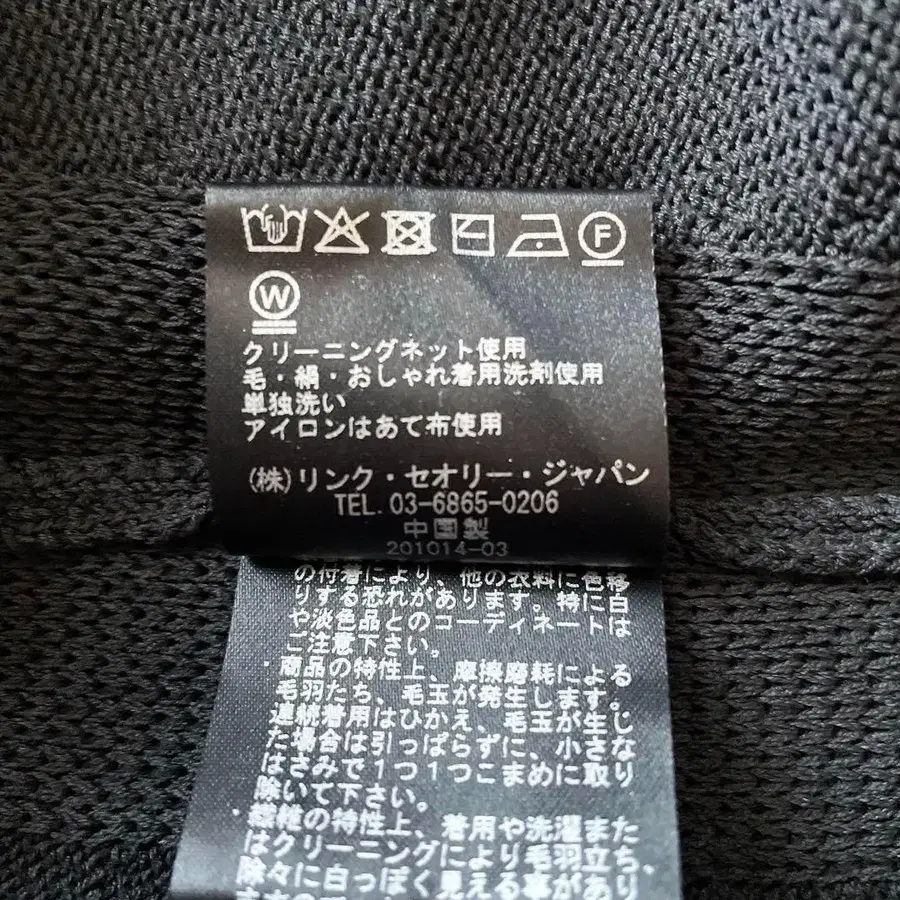 F
W
クリーニングネット使用
毛・絹・おしゃれ着用洗剤使用
単独洗い
アイロンはあて布使用
(株)リンク・セオリー・ジャパン
TEL.03-6865-0206
中国製
201014-03
の付着により、他の衣料に色移
りする恐れがあります。特に白
や淡色品とのコーディネートは
ご注意下さい。
・商品の特性上、摩擦磨耗による
毛羽たち、毛玉が発生します。
連続着用はひかえ、毛玉が生じ
た場合は引っぱらずに、小さな
はさみで1つ1つこまめに取り
除いて下さい。
・繊維の特性上、着用や洗濯また
はクリーニングにより毛羽立ち、
除々に白っぽく見える事があり